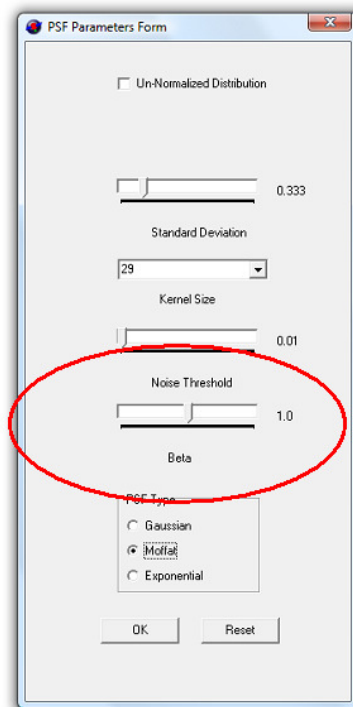 PSF Parameters Form
Un-Normalized Distribution
0.333
Standard Deviation
29
Kernel Size
0.01
Noise Threshold
1.0
Beta
PSF Type
Gaussian
Moffat
Exponential
OK
Reset